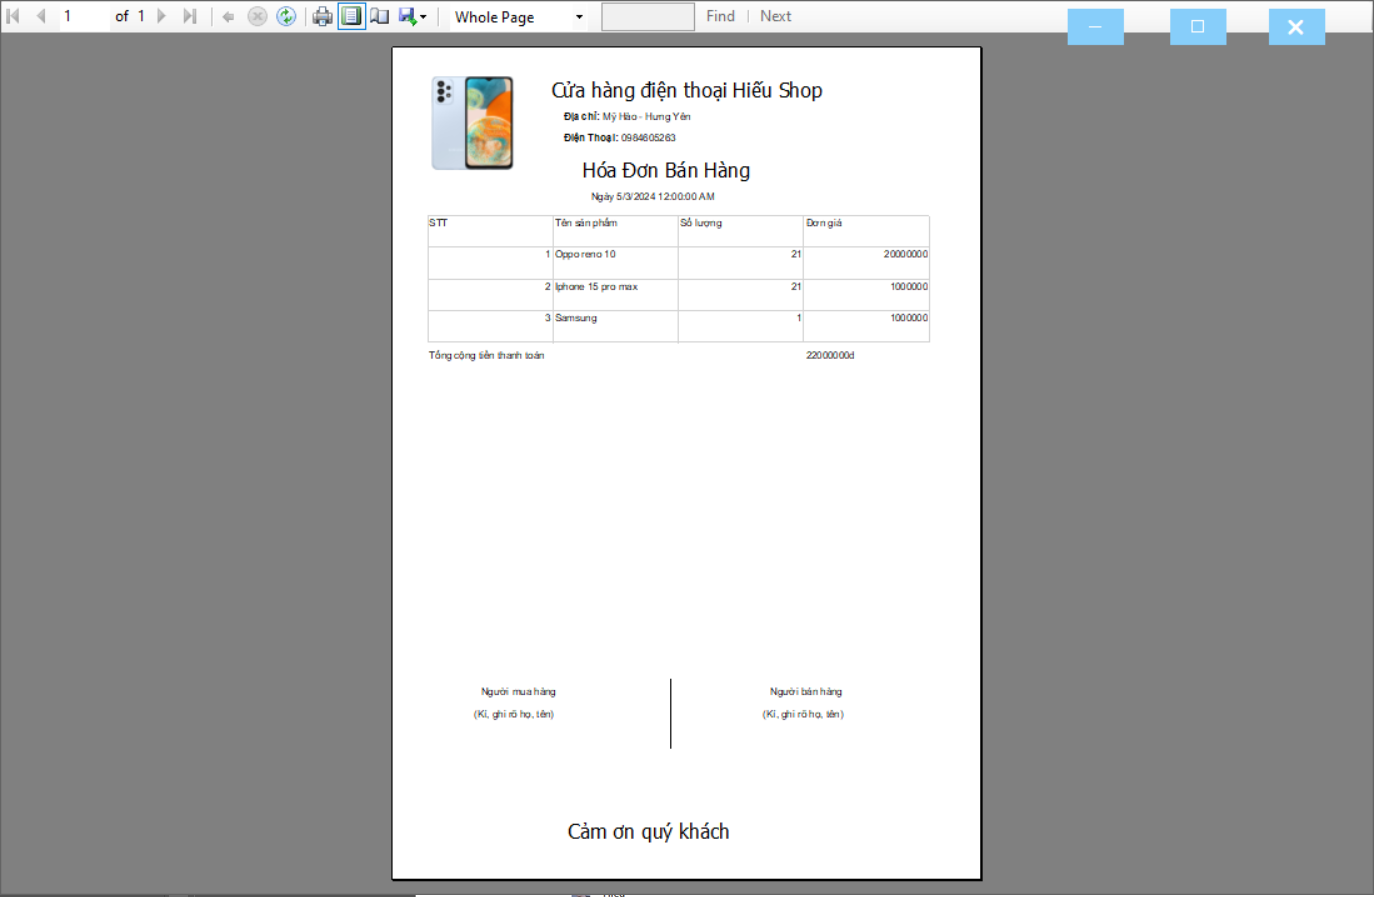 1 of 1 Whole Page Find Next
Cửa hàng điện thoại Hiếu Shop
Địa chỉ: Mỹ Hào - Hưng Yên
Điện Thoại: 0984605263
Hóa Đơn Bán Hàng
Ngày 5/3/2024 12:00:00 AM
STT Tên sản phẩm Số lượng Đơn giá
1 Oppo reno 10 21 20000000
2 Iphone 15 pro max 21 1000000
3 Samsung 1 1000000
Tổng cộng tiền thanh toán 22000000đ
Người mua hàng Người bán hàng
(Kí, ghi rõ họ, tên) (Kí, ghi rõ họ, tên)
Cảm ơn quý khách